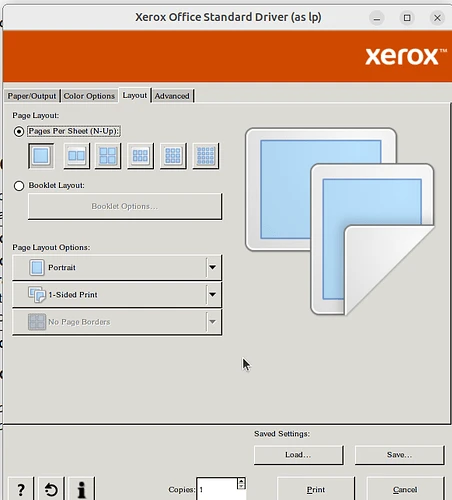 Xerox Office Standard Driver (as lp)
xerox™
Paper/Output Color Options Layout Advanced
Page Layout:
Pages Per Sheet (N-Up):
Booklet Layout:
Booklet Options...
Page Layout Options:
Portrait
1-Sided Print
No Page Borders
Saved Settings:
Load... Save...
? i Copies: 1 Print Cancel